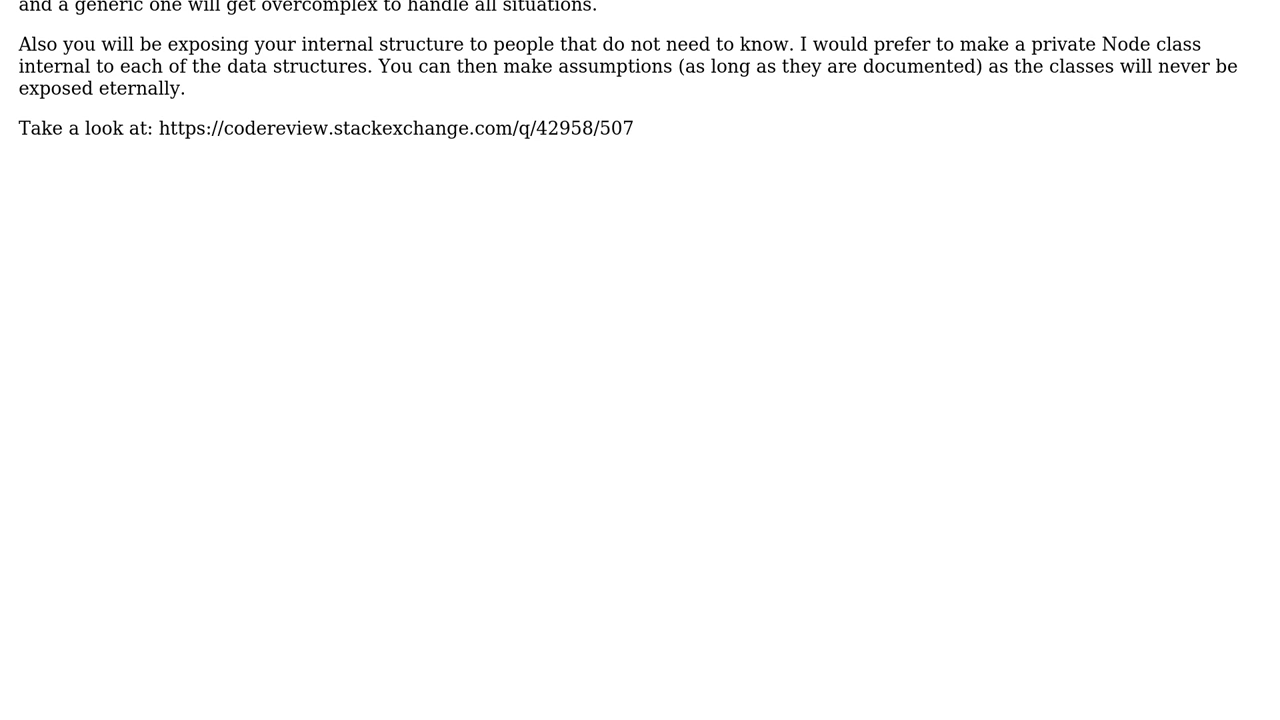 and a generic one will get overcomplex to handle all situations.
Also you will be exposing your internal structure to people that do not need to know. I would prefer to make a private Node class
internal to each of the data structures. You can then make assumptions (as long as they are documented) as the classes will never be
exposed eternally.
Take a look at: https://codereview.stackexchange.com/q/42958/507